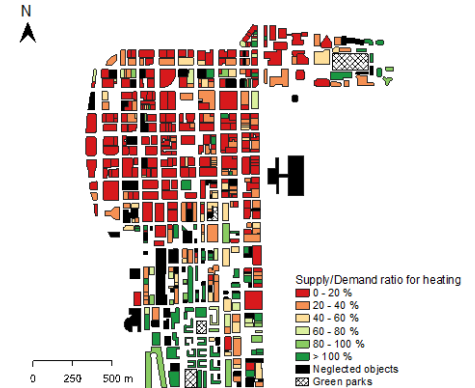 N
Supply/Demand ratio for heating
0 - 20 %
20 - 40 %
40 - 60 %
60 - 80 %
80 - 100 %
> 100 %
Neglected objects
Green parks
0 250 500 m